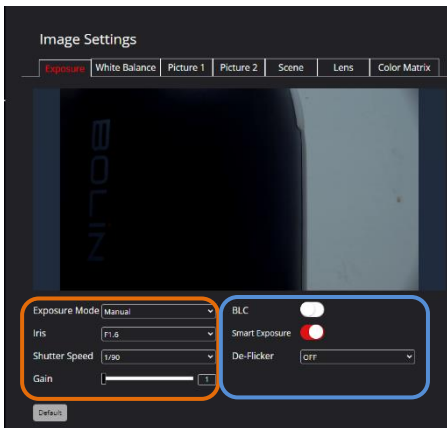 Image Settings
Exposure White Balance Picture 1 Picture 2 Scene Lens Color Matrix
BOLIN
Exposure Mode Manual BLC
Iris F1.6 Smart Exposure
Shutter Speed 1/90 De-Flicker OFF
Gain 1
Default